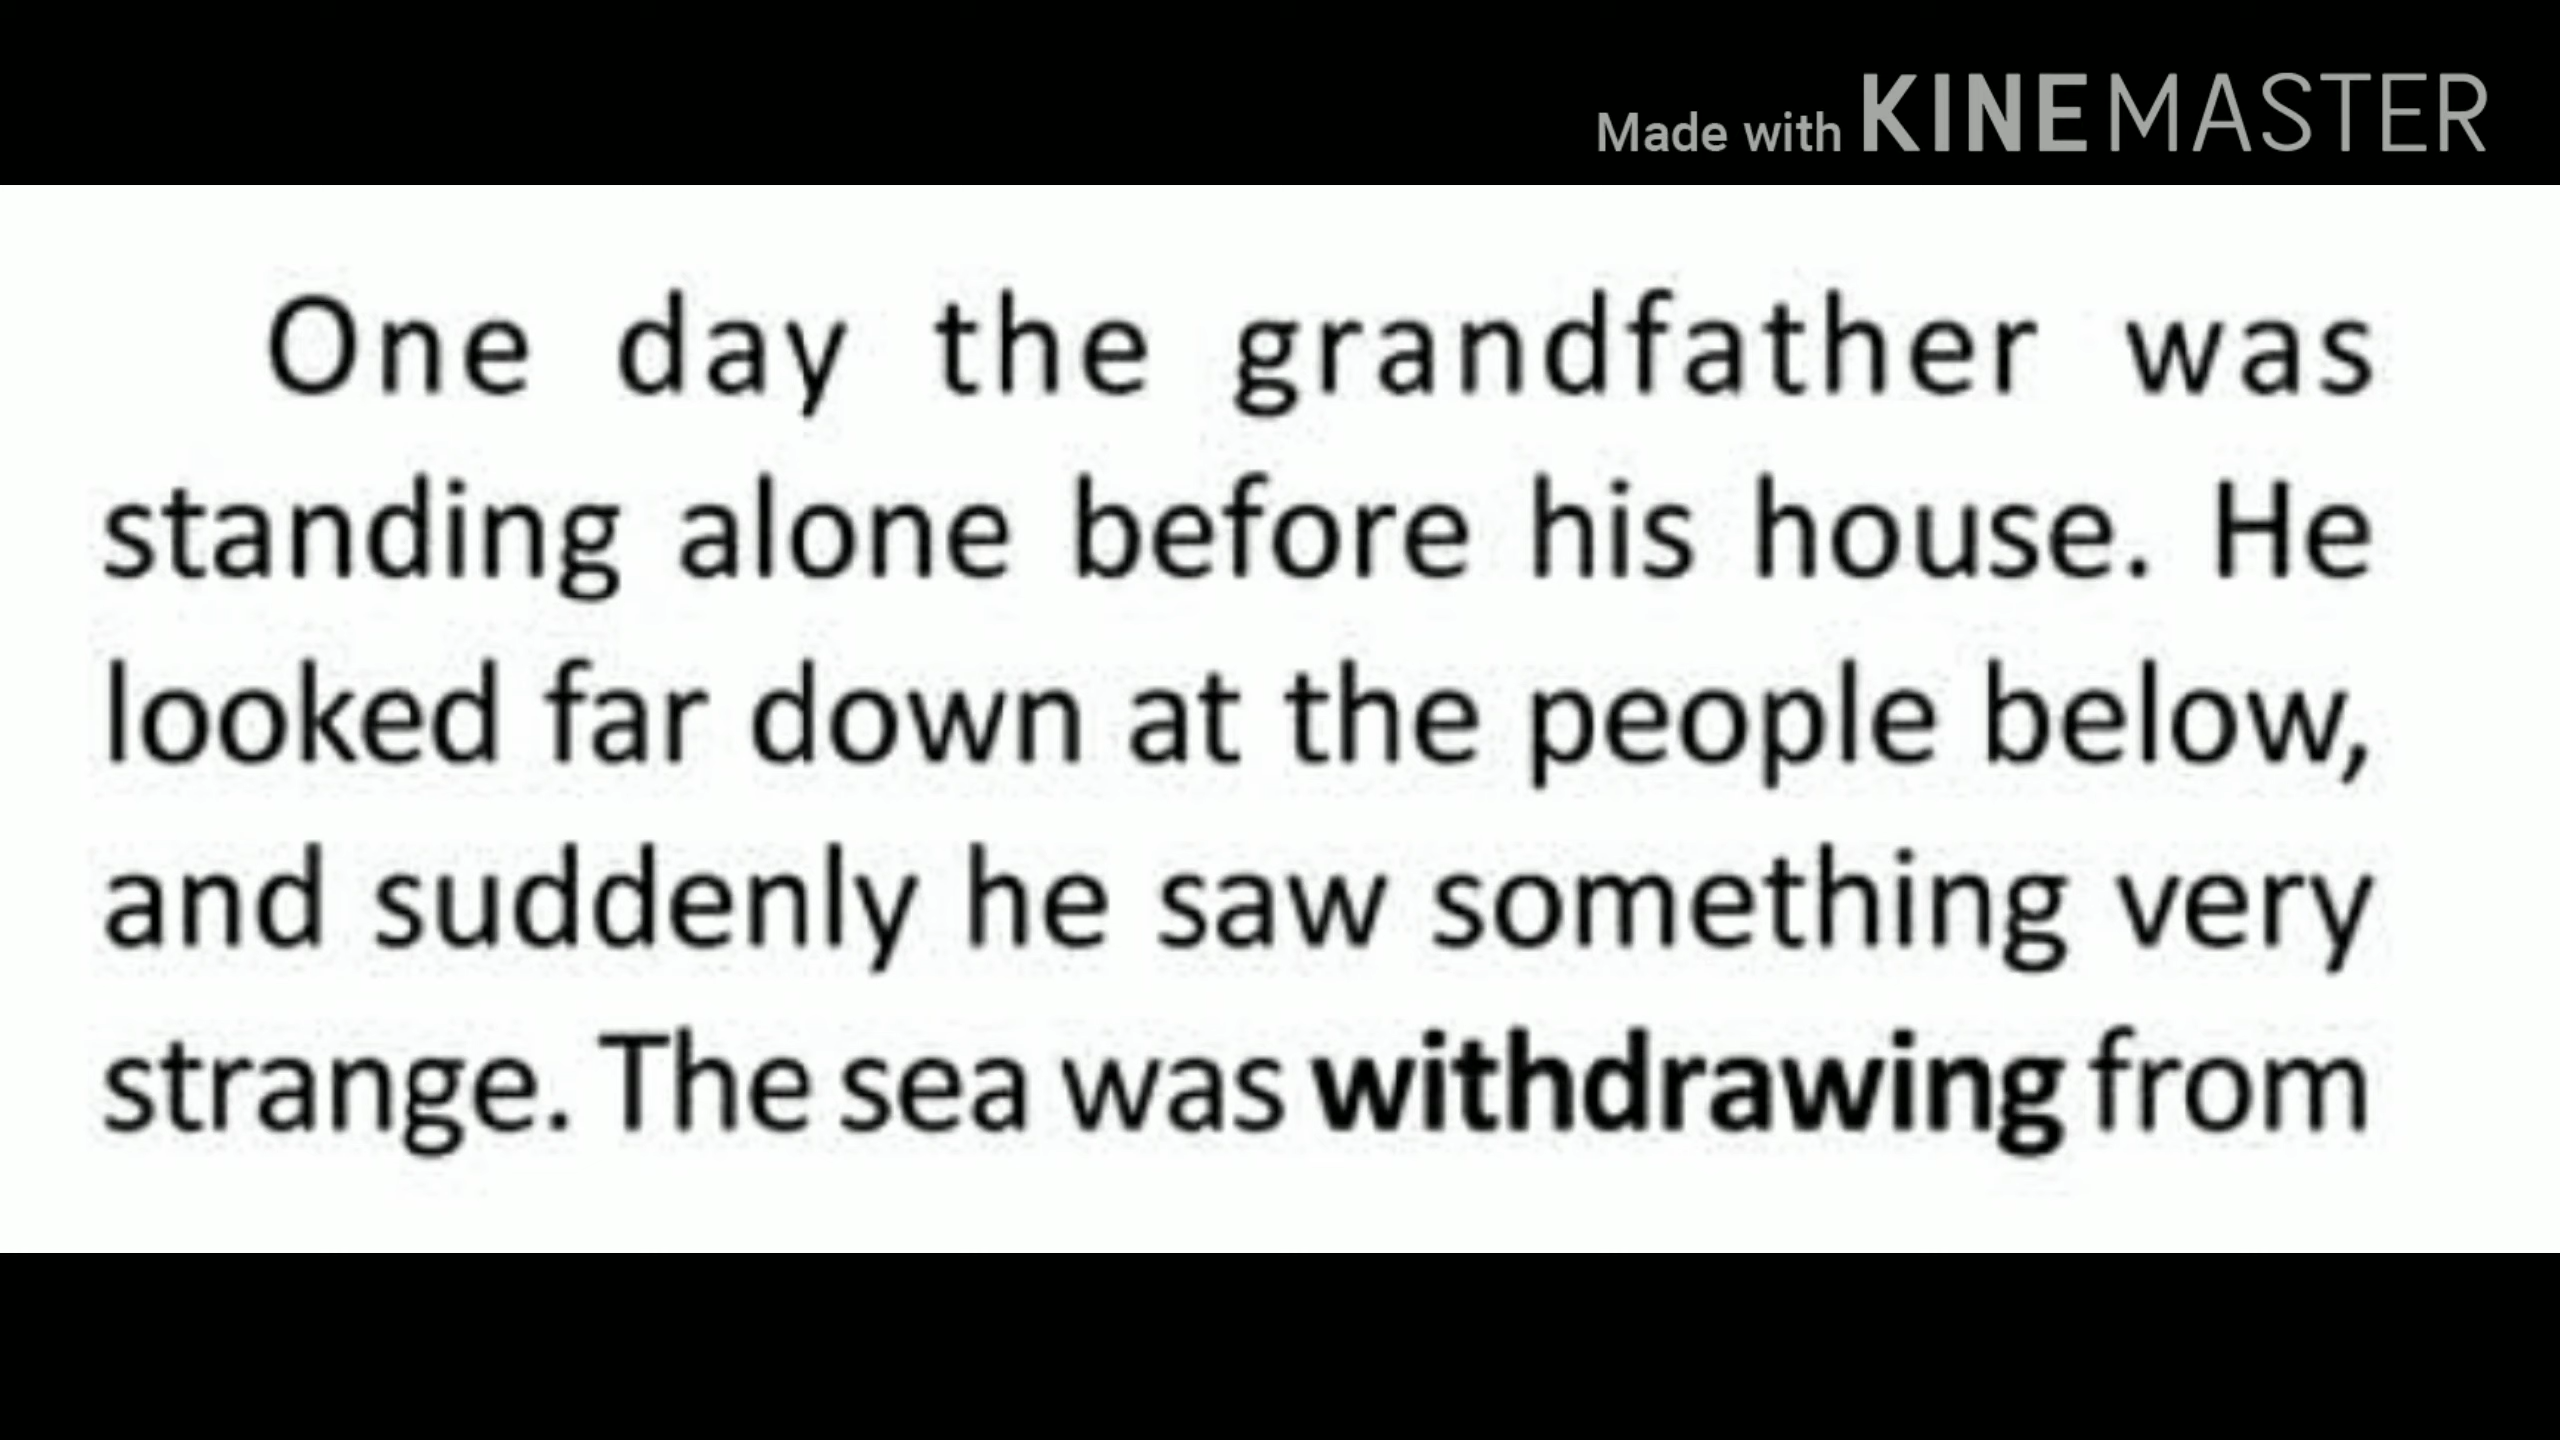 Made with KINEMASTER
One day the grandfather was
standing alone before his house. He
looked far down at the people below,
and suddenly he saw something very
strange. The sea was withdrawing from